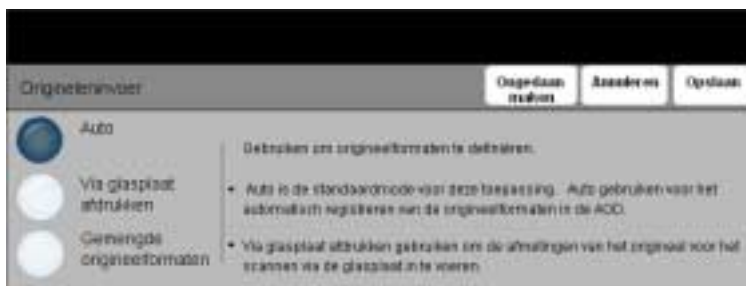 Origineleninvoer
Ongedaan
maken
Annuleren
Opslaan
Auto
Gebruiken om origineelformaten te definiëren.
Via glasplaat
afdrukken
• Auto is de standaardmode voor deze toepassing. Auto gebruiken voor het
automatisch registreren van de origineelformaten in de AOD.
Gemengde
origineelformaten
• Via glasplaat afdrukken gebruiken om de afmetingen van het origineel voor het
scannen via de glasplaat in te voeren.